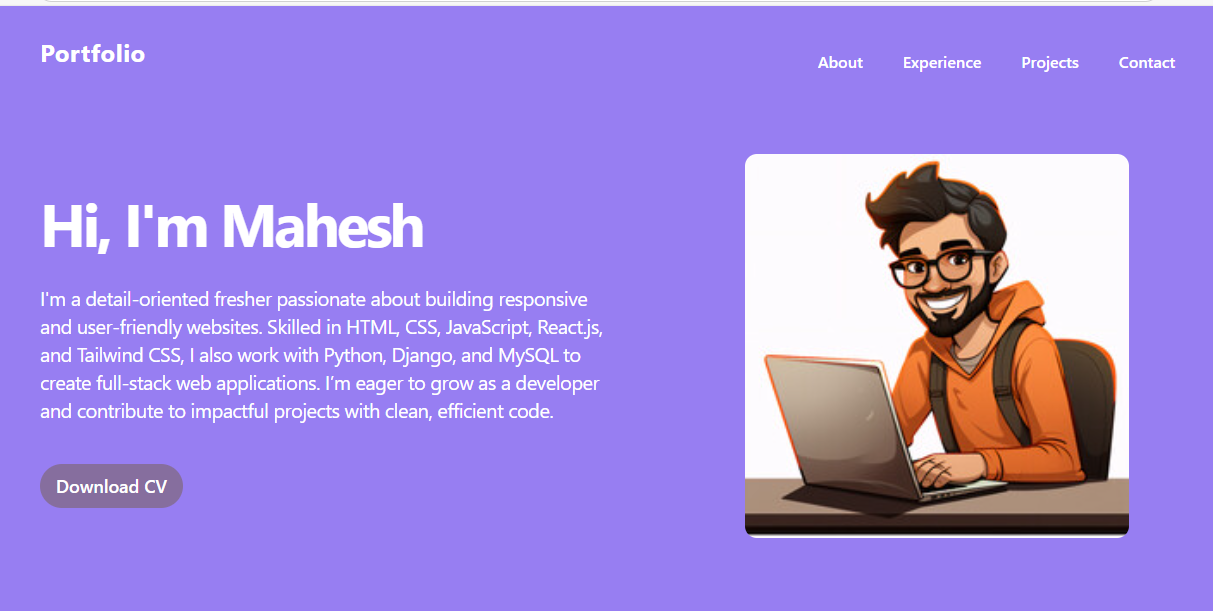 Portfolio
About Experience Projects Contact
Hi, I'm Mahesh
I'm a detail-oriented fresher passionate about building responsive
and user-friendly websites. Skilled in HTML, CSS, JavaScript, React.js,
and Tailwind CSS, I also work with Python, Django, and MySQL to
create full-stack web applications. I’m eager to grow as a developer
and contribute to impactful projects with clean, efficient code.
Download CV